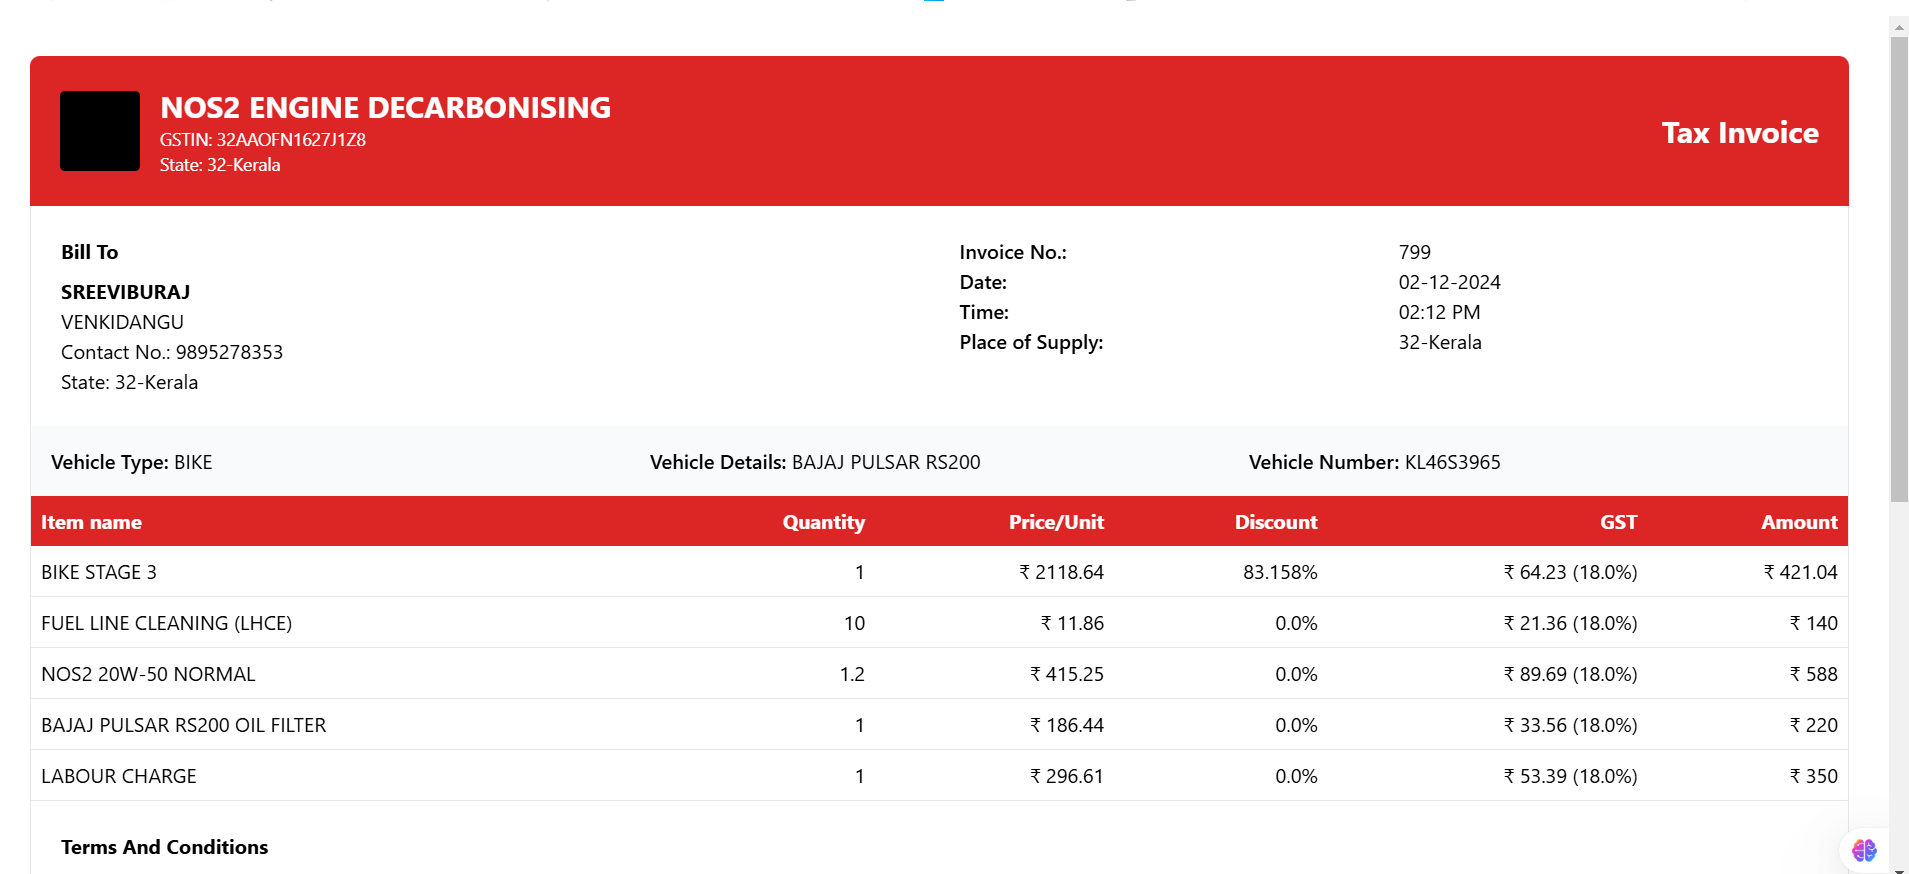 NOS2 ENGINE DECARBONISING
GSTIN: 32AAOFN1627J1Z8
State: 32-Kerala
Tax Invoice
Bill To
SREEVIBURAJ
VENKIDANGU
Contact No.: 9895278353
State: 32-Kerala
Invoice No.: 799
Date: 02-12-2024
Time: 02:12 PM
Place of Supply: 32-Kerala
Vehicle Type: BIKE Vehicle Details: BAJAJ PULSAR RS200 Vehicle Number: KL46S3965
Item name Quantity Price/Unit Discount GST Amount
BIKE STAGE 3 1 ₹ 2118.64 83.158% ₹ 64.23 (18.0%) ₹ 421.04
FUEL LINE CLEANING (LHCE) 10 ₹ 11.86 0.0% ₹ 21.36 (18.0%) ₹ 140
NOS2 20W-50 NORMAL 1.2 ₹ 415.25 0.0% ₹ 89.69 (18.0%) ₹ 588
BAJAJ PULSAR RS200 OIL FILTER 1 ₹ 186.44 0.0% ₹ 33.56 (18.0%) ₹ 220
LABOUR CHARGE 1 ₹ 296.61 0.0% ₹ 53.39 (18.0%) ₹ 350
Terms And Conditions